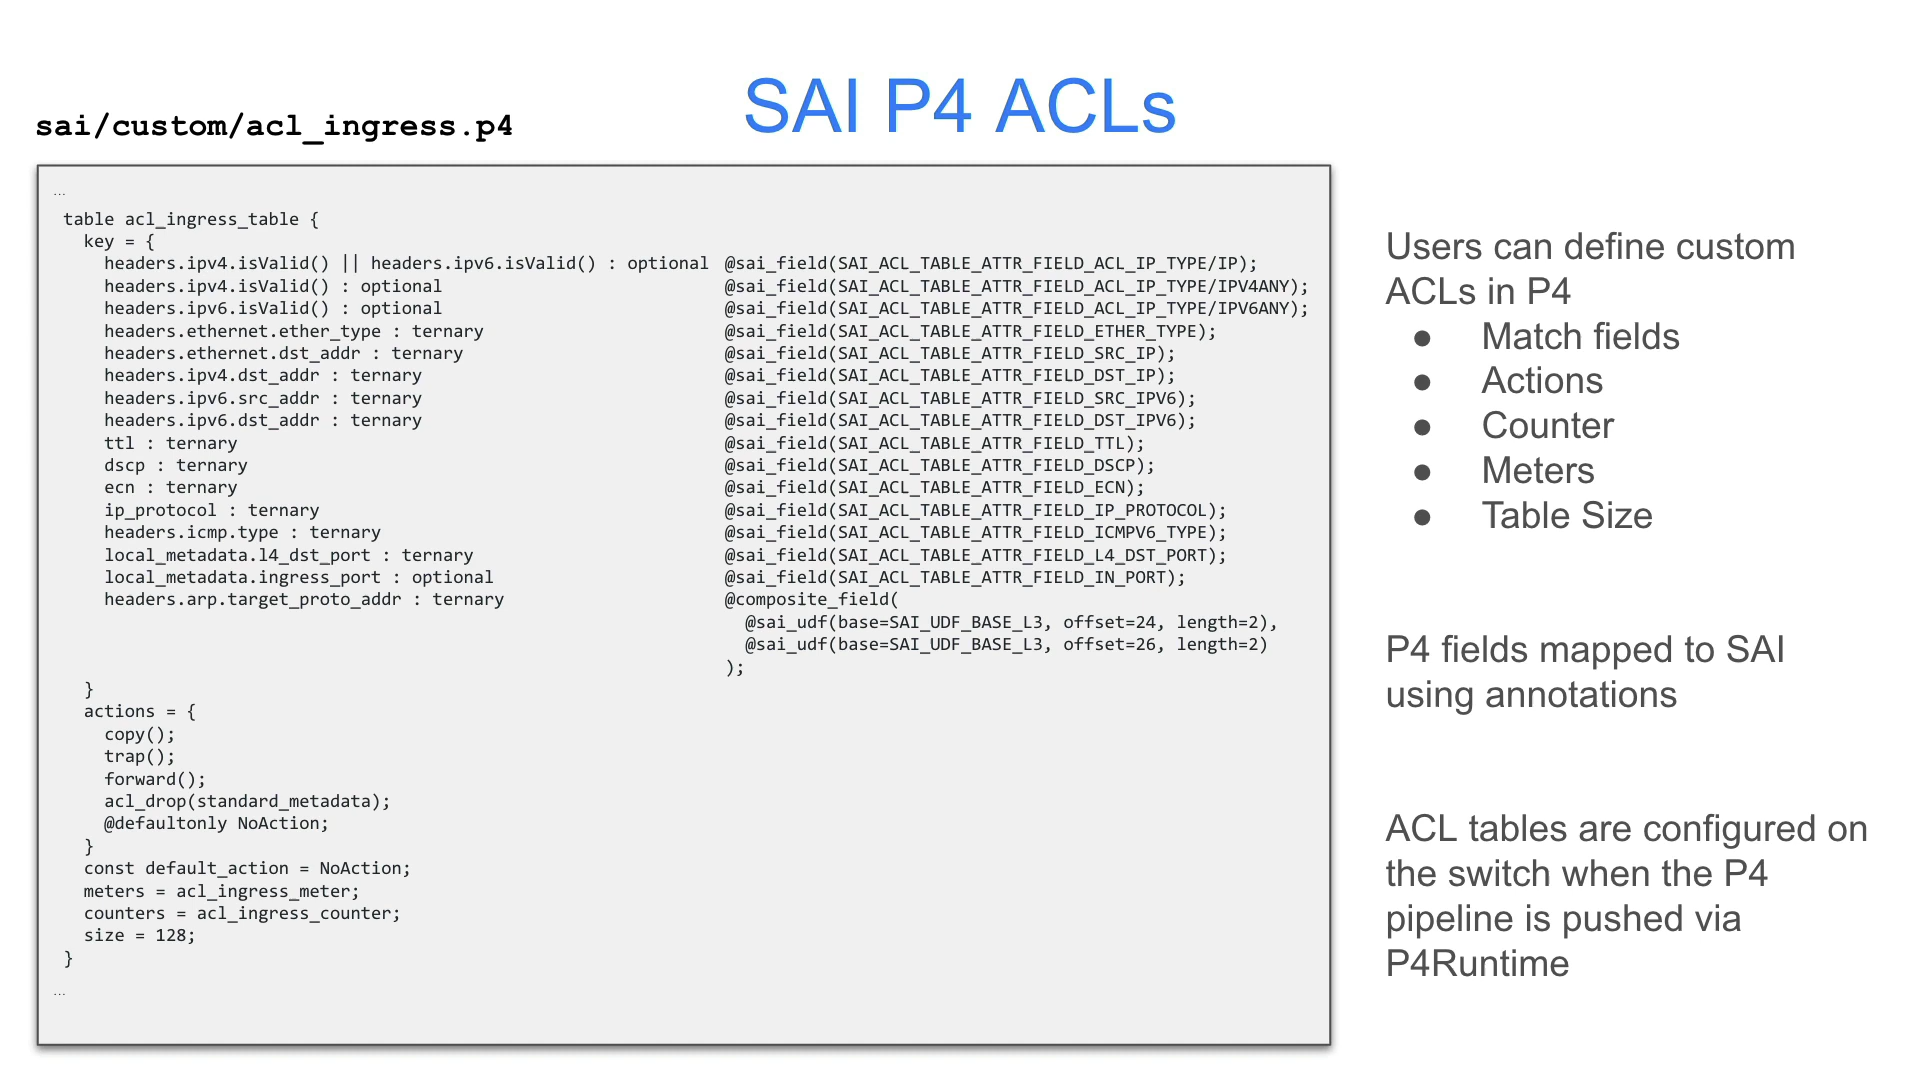 SAI P4 ACLs
sai/custom/acl_ingress.p4
...
table acl_ingress_table {
key = {
headers.ipv4.isValid() || headers.ipv6.isValid() : optional @sai_field(SAI_ACL_TABLE_ATTR_FIELD_ACL_IP_TYPE/IP);
headers.ipv4.isValid() : optional @sai_field(SAI_ACL_TABLE_ATTR_FIELD_ACL_IP_TYPE/IPV4ANY);
headers.ipv6.isValid() : optional @sai_field(SAI_ACL_TABLE_ATTR_FIELD_ACL_IP_TYPE/IPV6ANY);
headers.ethernet.ether_type : ternary @sai_field(SAI_ACL_TABLE_ATTR_FIELD_ETHER_TYPE);
headers.ethernet.dst_addr : ternary @sai_field(SAI_ACL_TABLE_ATTR_FIELD_SRC_IP);
headers.ipv4.dst_addr : ternary @sai_field(SAI_ACL_TABLE_ATTR_FIELD_DST_IP);
headers.ipv6.src_addr : ternary @sai_field(SAI_ACL_TABLE_ATTR_FIELD_SRC_IPV6);
headers.ipv6.dst_addr : ternary @sai_field(SAI_ACL_TABLE_ATTR_FIELD_DST_IPV6);
ttl : ternary @sai_field(SAI_ACL_TABLE_ATTR_FIELD_TTL);
dscp : ternary @sai_field(SAI_ACL_TABLE_ATTR_FIELD_DSCP);
ecn : ternary @sai_field(SAI_ACL_TABLE_ATTR_FIELD_ECN);
ip_protocol : ternary @sai_field(SAI_ACL_TABLE_ATTR_FIELD_IP_PROTOCOL);
headers.icmp.type : ternary @sai_field(SAI_ACL_TABLE_ATTR_FIELD_ICMPV6_TYPE);
local_metadata.l4_dst_port : ternary @sai_field(SAI_ACL_TABLE_ATTR_FIELD_L4_DST_PORT);
local_metadata.ingress_port : optional @sai_field(SAI_ACL_TABLE_ATTR_FIELD_IN_PORT);
headers.arp.target_proto_addr : ternary @composite_field(
@sai_udf(base=SAI_UDF_BASE_L3, offset=24, length=2),
@sai_udf(base=SAI_UDF_BASE_L3, offset=26, length=2)
);
}
actions = {
copy();
trap();
forward();
acl_drop(standard_metadata);
@defaultonly NoAction;
}
const default_action = NoAction;
meters = acl_ingress_meter;
counters = acl_ingress_counter;
size = 128;
}
...
Users can define custom
ACLs in P4
● Match fields
● Actions
● Counter
● Meters
● Table Size
P4 fields mapped to SAI
using annotations
ACL tables are configured on
the switch when the P4
pipeline is pushed via
P4Runtime